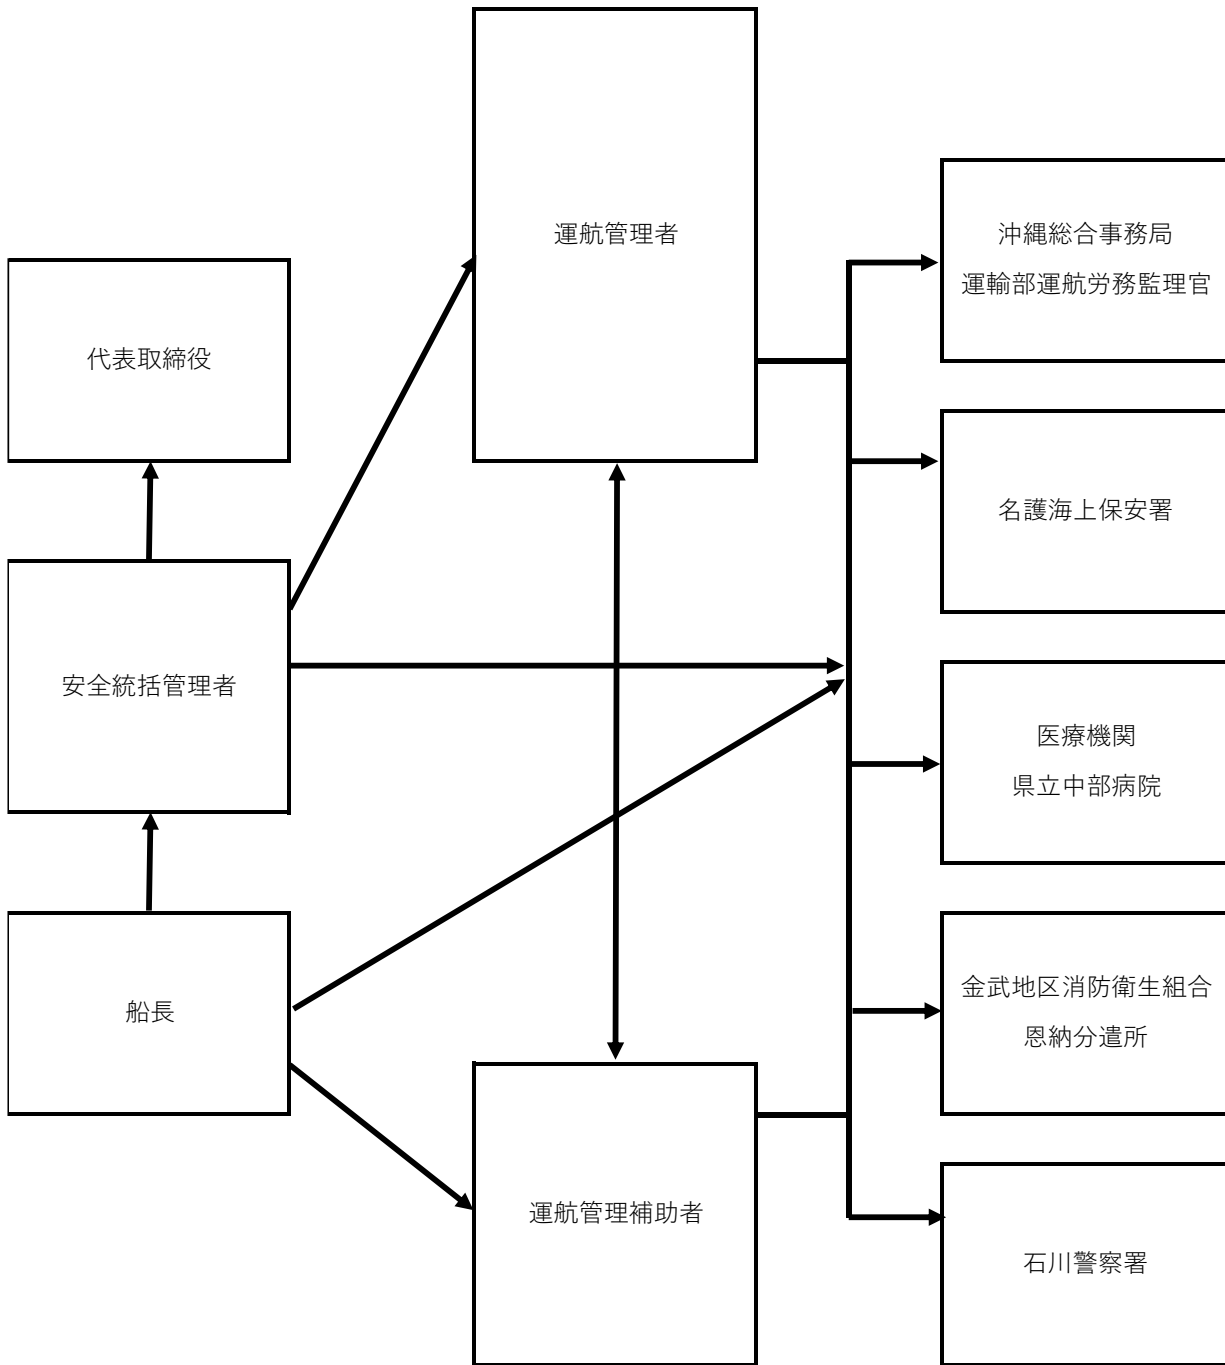 運航管理者
沖縄総合事務局
運輸部運航労務監理官
代表取締役
名護海上保安署
安全統括管理者
医療機関
県立中部病院
船長
金武地区消防衛生組合
恩納分遣所
運航管理補助者
石川警察署